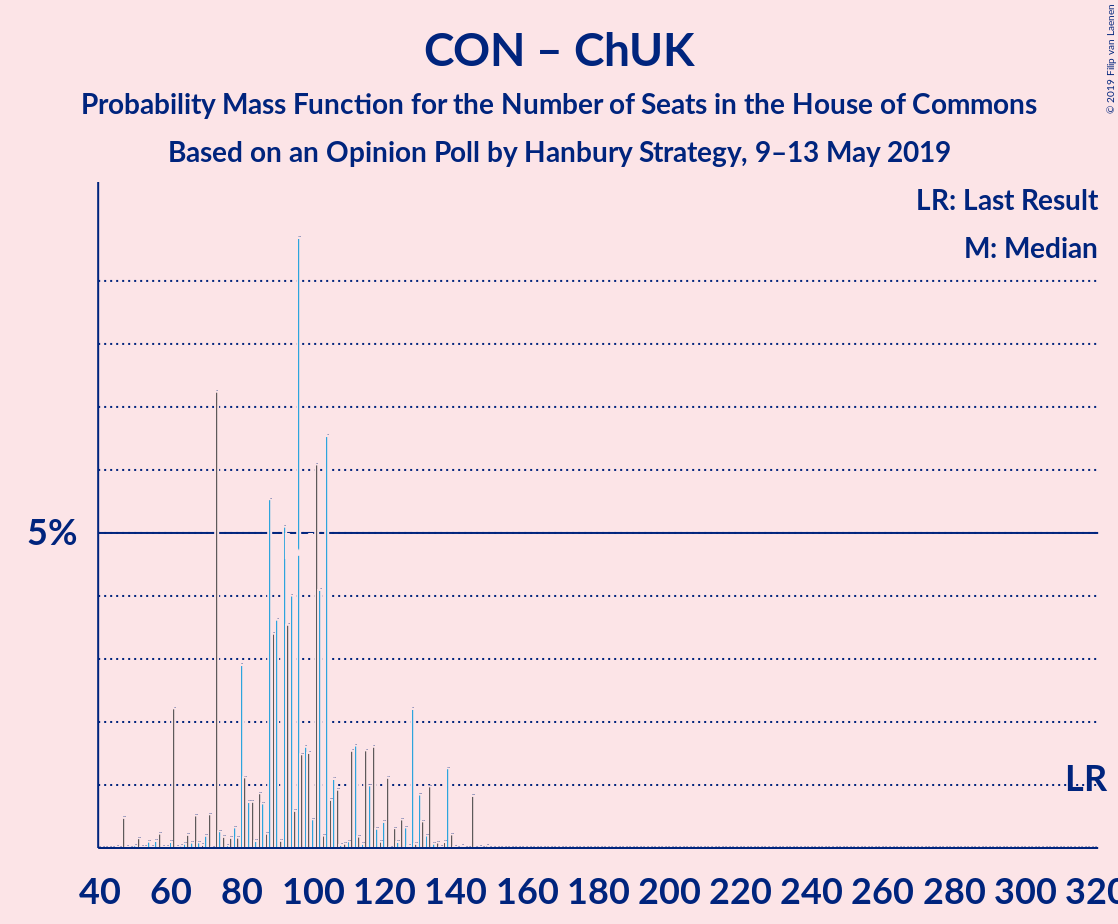 CON – ChUK
Probability Mass Function for the Number of Seats in the House of Commons
Based on an Opinion Poll by Hanbury Strategy, 9–13 May 2019
© 2019 Filip van Laenen
LR: Last Result
M: Median
5%
LR
40 60 80 100 120 140 160 180 200 220 240 260 280 300 320